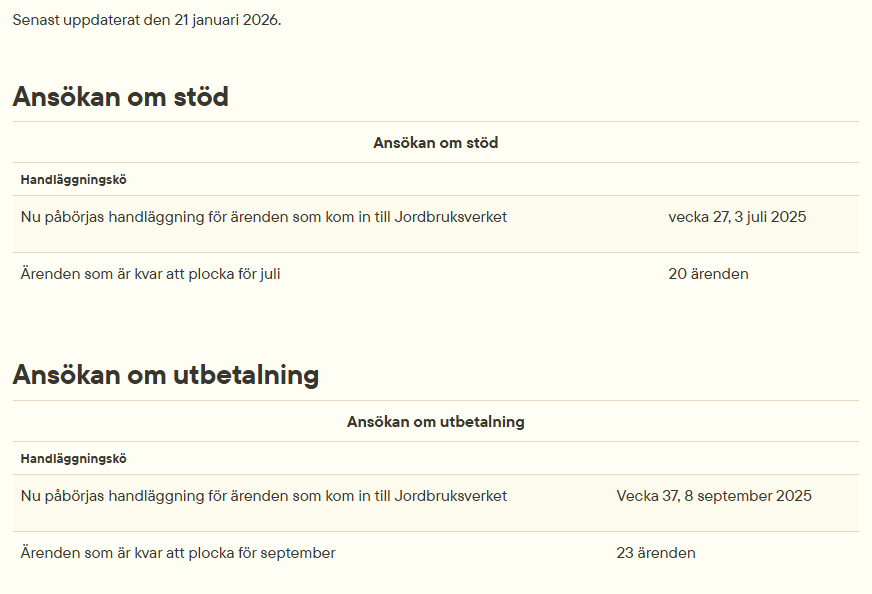 Senast uppdaterat den 21 januari 2026.
Ansökan om stöd
Ansökan om stöd
Handläggningskö
Nu påbörjas handläggning för ärenden som kom in till Jordbruksverket vecka 27, 3 juli 2025
Ärenden som är kvar att plocka för juli 20 ärenden
Ansökan om utbetalning
Ansökan om utbetalning
Handläggningskö
Nu påbörjas handläggning för ärenden som kom in till Jordbruksverket Vecka 37, 8 september 2025
Ärenden som är kvar att plocka för september 23 ärenden